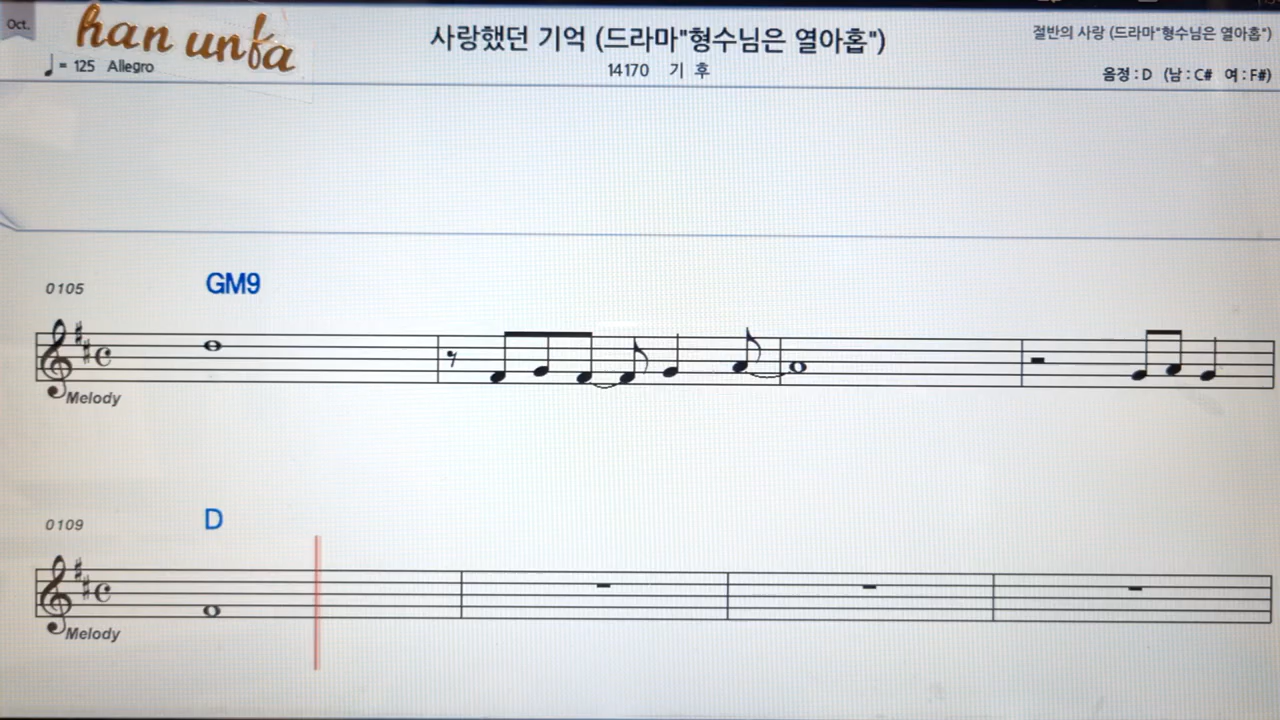 Oct.
han unfa
♩= 125 Allegro
사랑했던 기억 (드라마"형수님은 열아홉")
14170 기 후
절반의 사랑 (드라마"형수님은 열아홉")
음정 : D (남 : C# 여 : F#)
0105
GM9
Melody
0109
D
Melody